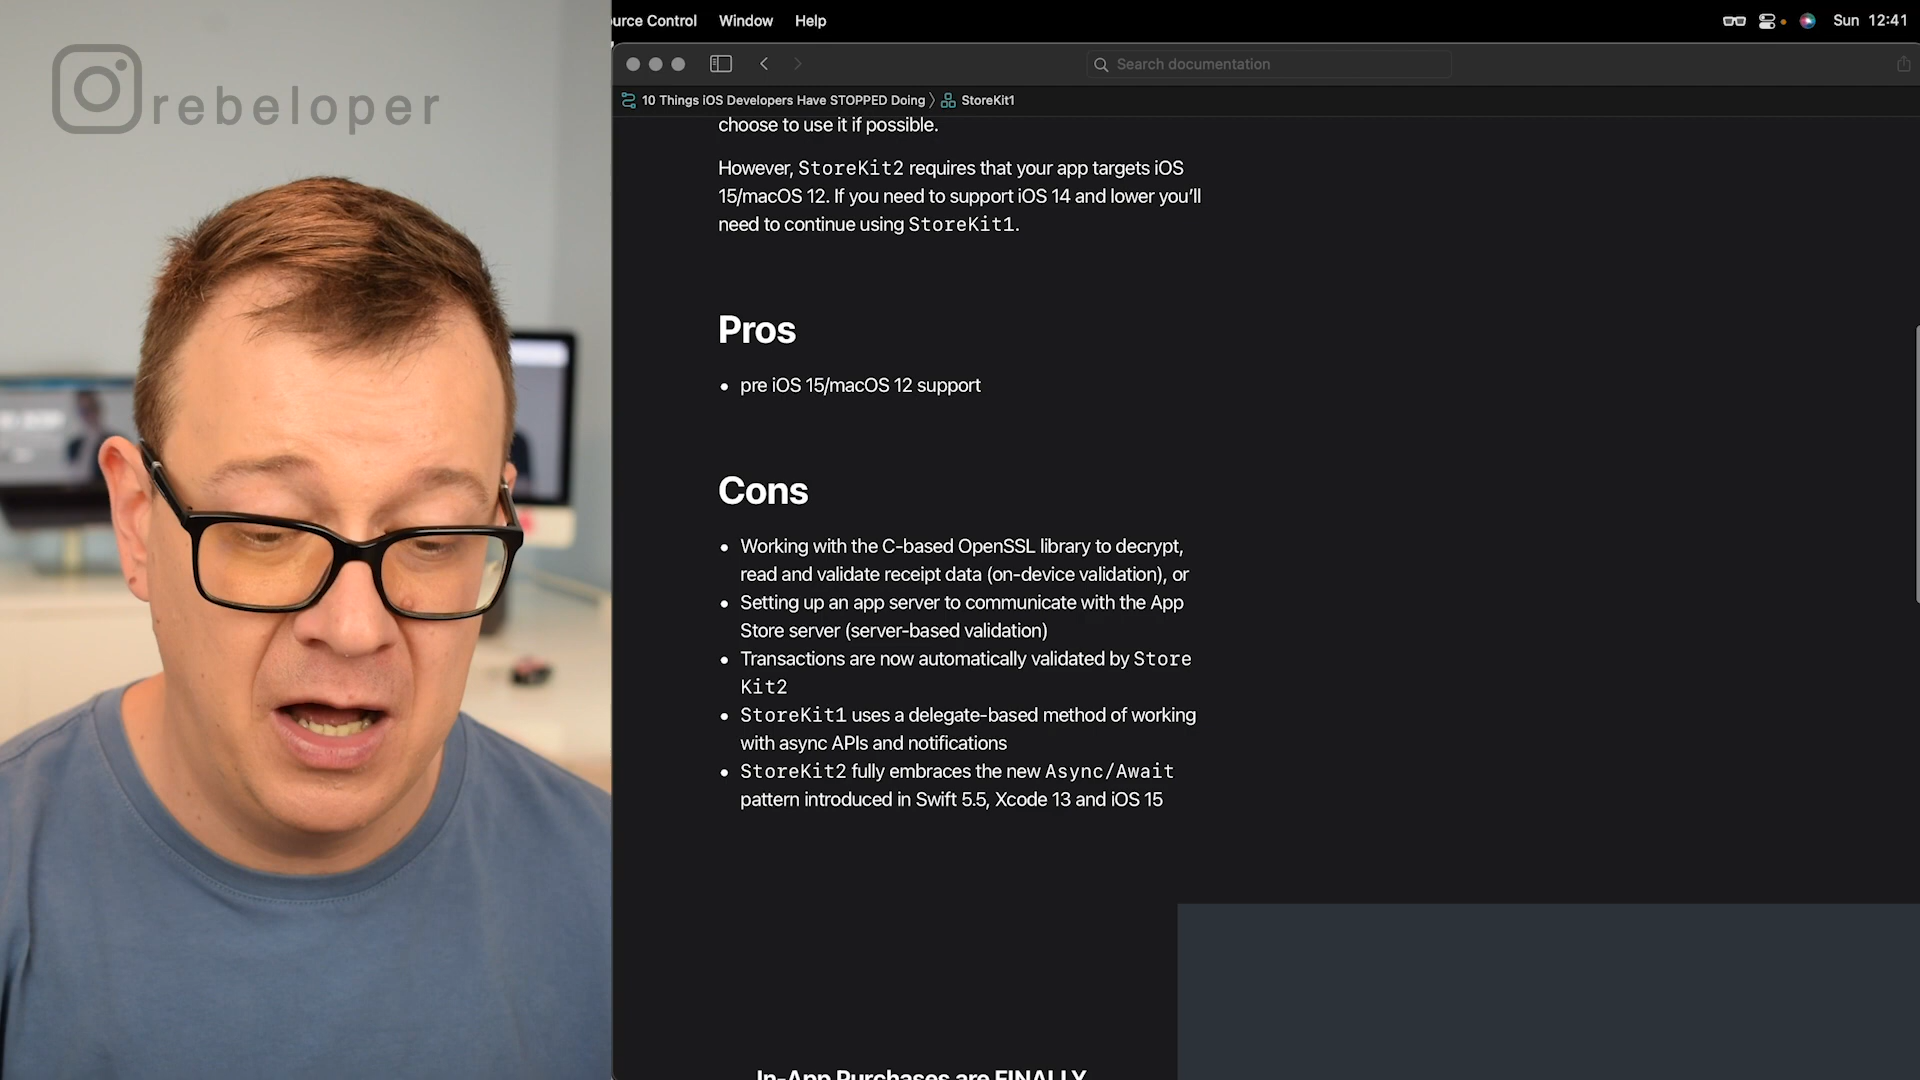 rebeloper
urce Control Window Help
Sun 12:41
Search documentation
10 Things iOS Developers Have STOPPED Doing StoreKit1
choose to use it if possible.
However, StoreKit2 requires that your app targets iOS
15/macOS 12. If you need to support iOS 14 and lower you’ll
need to continue using StoreKit1.
Pros
• pre iOS 15/macOS 12 support
Cons
• Working with the C-based OpenSSL library to decrypt,
read and validate receipt data (on-device validation), or
• Setting up an app server to communicate with the App
Store server (server-based validation)
• Transactions are now automatically validated by Store
Kit2
• StoreKit1 uses a delegate-based method of working
with async APIs and notifications
• StoreKit2 fully embraces the new Async/Await
pattern introduced in Swift 5.5, Xcode 13 and iOS 15
In-App Purchases are FINALLY